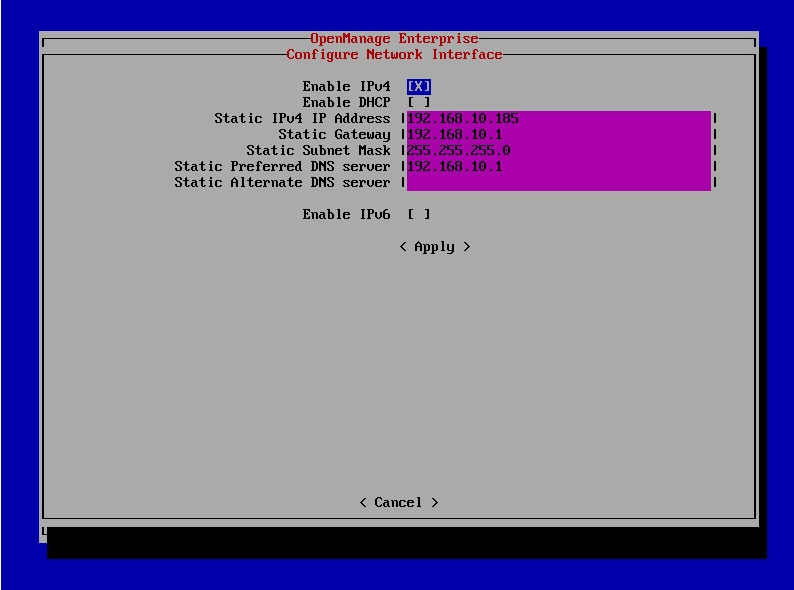 OpenManage Enterprise
Configure Network Interface
Enable IPv4 [X]
Enable DHCP [ ]
Static IPv4 IP Address 192.168.10.185
Static Gateway 192.168.10.1
Static Subnet Mask 255.255.255.0
Static Preferred DNS server 192.168.10.1
Static Alternate DNS server
Enable IPv6 [ ]
< Apply >
< Cancel >